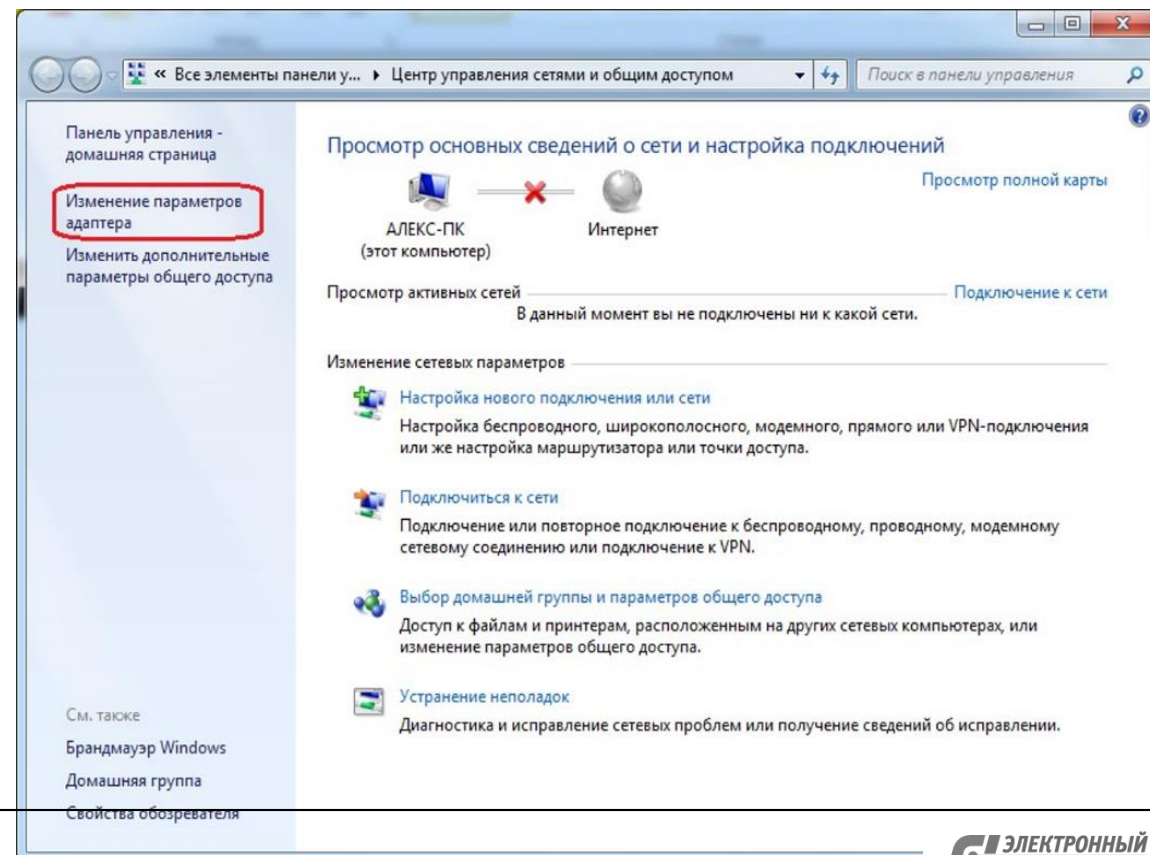 « Все элементы панели у... ▸ Центр управления сетями и общим доступом
Поиск в панели управления
Панель управления -
домашняя страница
Изменение параметров
адаптера
Изменить дополнительные
параметры общего доступа
Просмотр основных сведений о сети и настройка подключений
Просмотр полной карты
АЛЕКС-ПК
(этот компьютер)
Интернет
Просмотр активных сетей
Подключение к сети
В данный момент вы не подключены ни к какой сети.
Изменение сетевых параметров
Настройка нового подключения или сети
Настройка беспроводного, широкополосного, модемного, прямого или VPN-подключения
или же настройка маршрутизатора или точки доступа.
Подключиться к сети
Подключение или повторное подключение к беспроводному, проводному, модемному
сетевому соединению или подключение к VPN.
Выбор домашней группы и параметров общего доступа
Доступ к файлам и принтерам, расположенным на других сетевых компьютерах, или
изменение параметров общего доступа.
Устранение неполадок
Диагностика и исправление сетевых проблем или получение сведений об исправлении.
См. также
Брандмауэр Windows
Домашняя группа
Свойства обозревателя
ЭЛЕКТРОННЫЙ